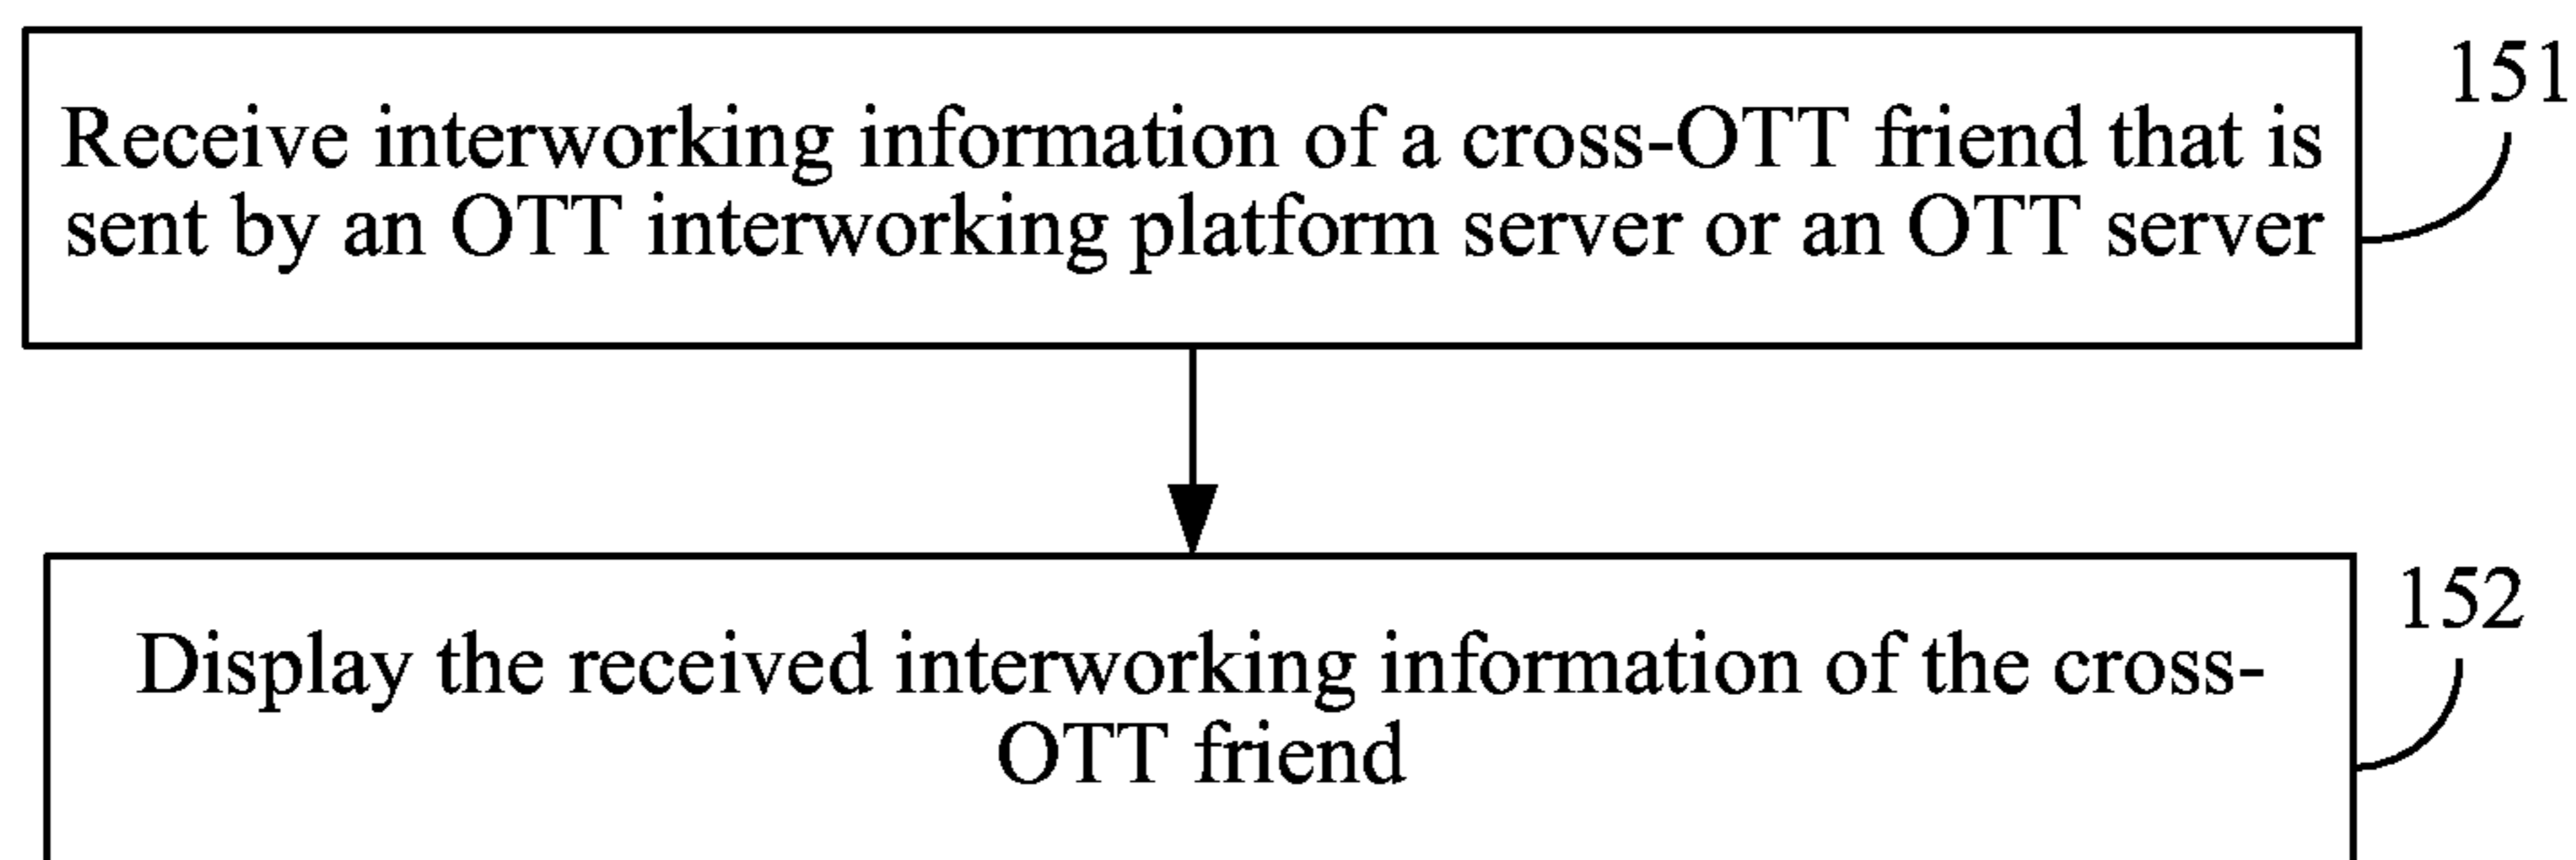 151
Receive interworking information of a cross-OTT friend that is
sent by an OTT interworking platform server or an OTT server
152
Display the received interworking information of the cross-
OTT friend